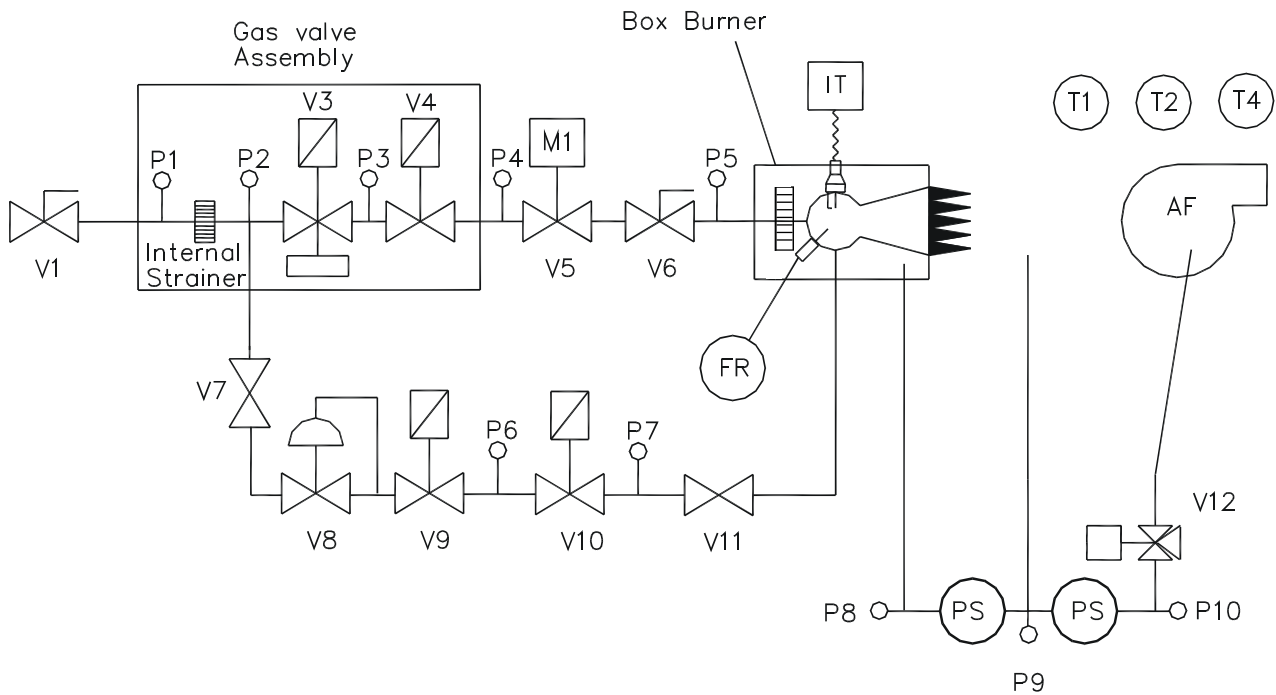 Box Burner
Gas valve
Assembly
IT
T1
T2
T4
V3
V4
M1
P1
P2
P3
P4
P5
AF
Internal
Strainer
V1
V5
V6
FR
V7
P6
P7
V12
V8
V9
V10
V11
P8
PS
PS
P10
P9